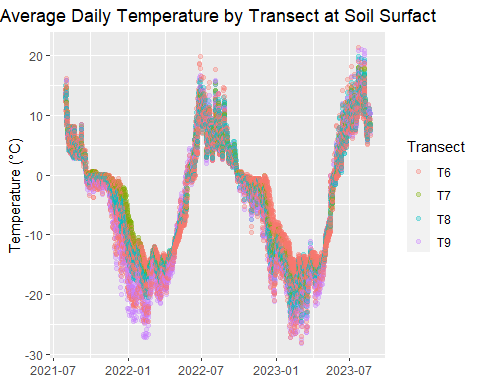 Average Daily Temperature by Transect at Soil Surfact
20
10
0
-10
-20
-30
Temperature (°C)
2021-07
2022-01
2022-07
2023-01
2023-07
Transect
T6
T7
T8
T9